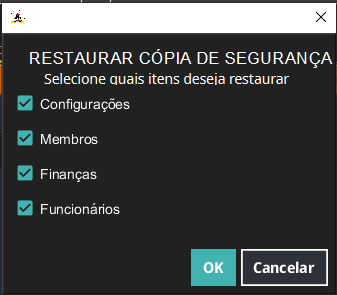 RESTAURAR CÓPIA DE SEGURANÇA
Selecione quais itens deseja restaurar
Configurações
Membros
Finanças
Funcionários
OK
Cancelar